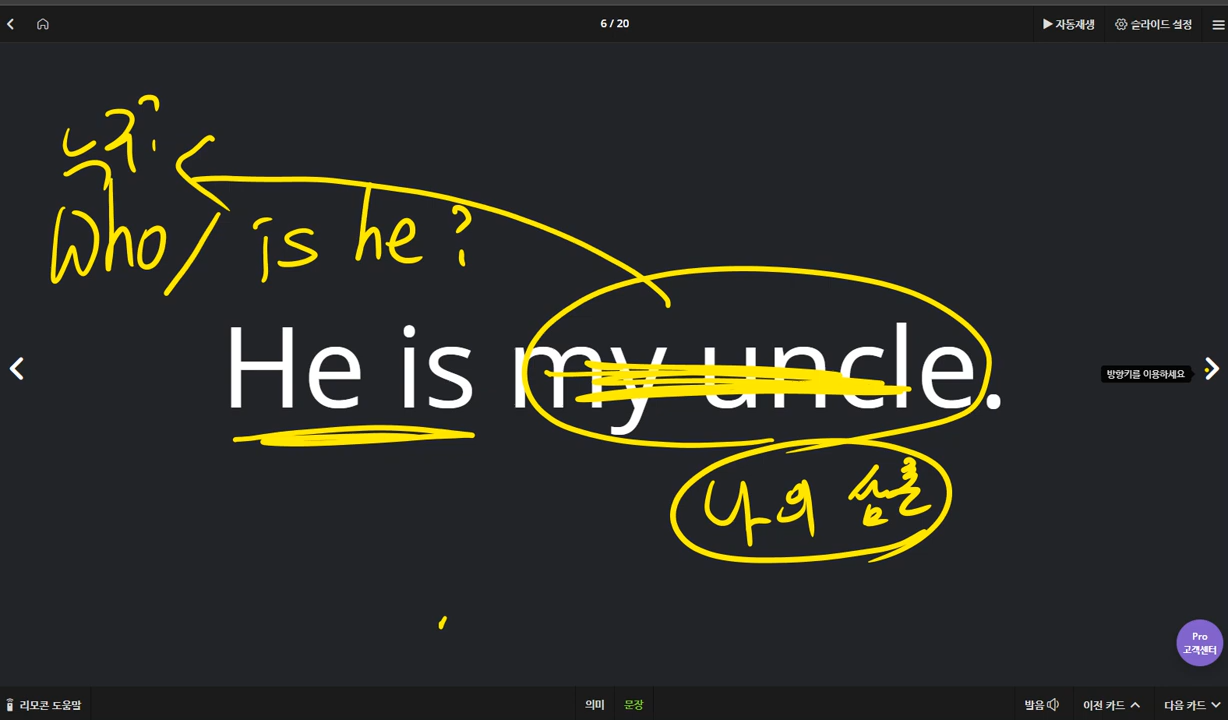 6 / 20
▶ 자동재생
슬라이드 설정
누구?
Who is he?
He is my uncle.
방향키를 이용하세요
나의 삼촌
Pro
고객센터
리모콘 도움말
의미
문장
발음
이전 카드
다음 카드